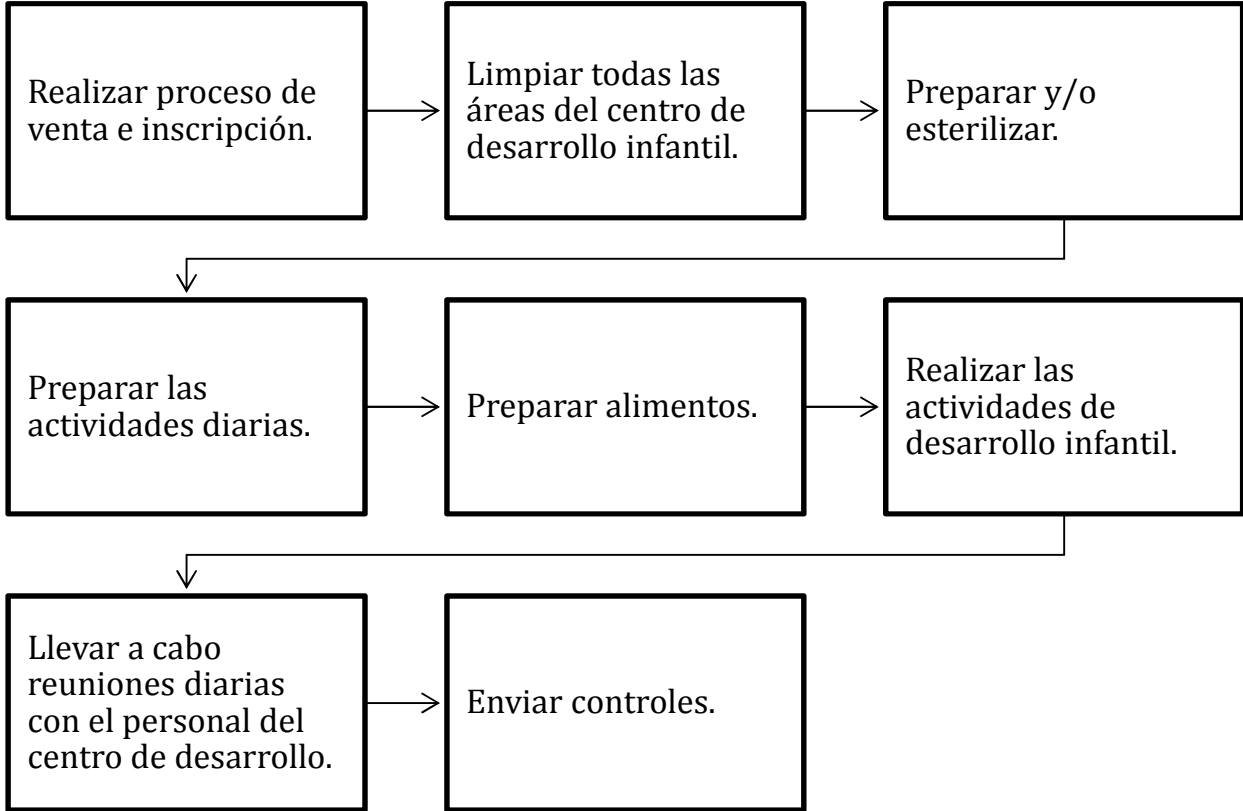 Realizar proceso de
venta e inscripción.
Limpiar todas las
áreas del centro de
desarrollo infantil.
Preparar y/o
esterilizar.
Preparar las
actividades diarias.
Preparar alimentos.
Realizar las
actividades de
desarrollo infantil.
Llevar a cabo
reuniones diarias
con el personal del
centro de desarrollo.
Enviar controles.